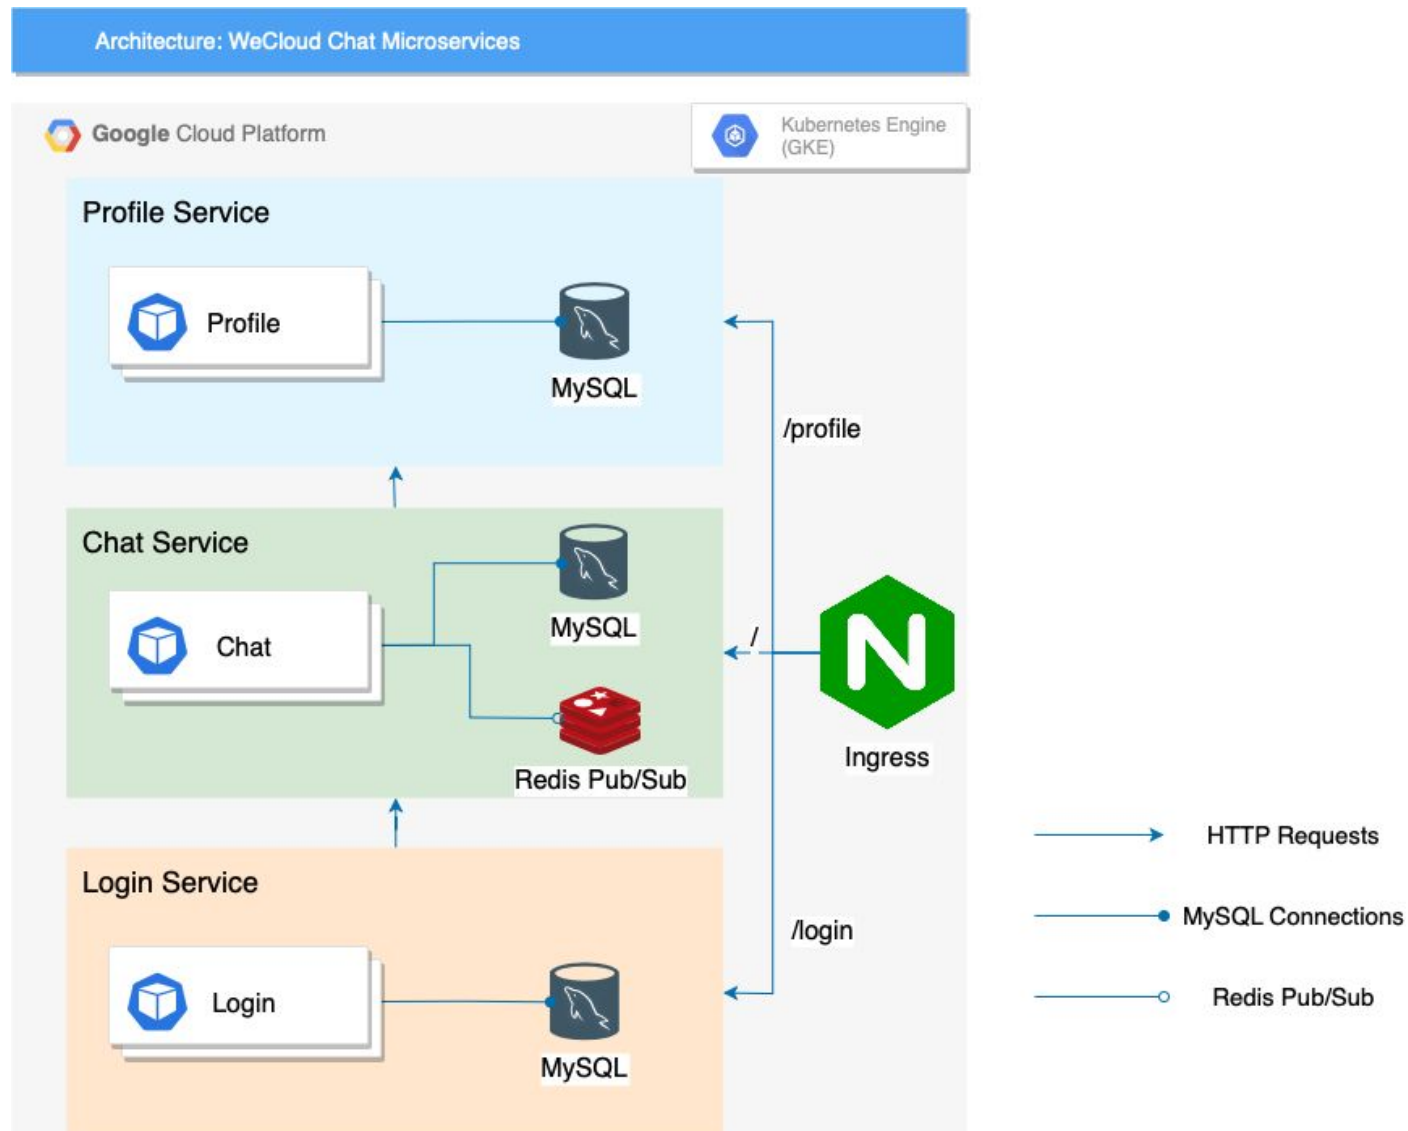 Architecture: WeCloud Chat Microservices
Google Cloud Platform
Kubernetes Engine
(GKE)
Profile Service
Profile
MySQL
/profile
Chat Service
Chat
MySQL
Redis Pub/Sub
/
N
Ingress
Login Service
Login
MySQL
/login
HTTP Requests
MySQL Connections
Redis Pub/Sub